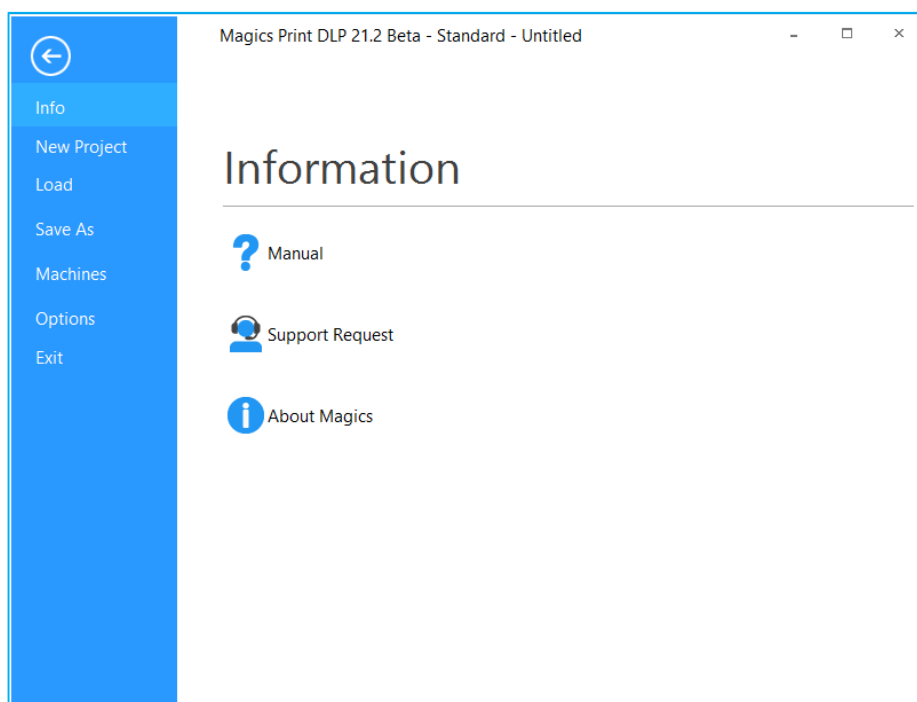 Magics Print DLP 21.2 Beta - Standard - Untitled
Info
New Project
Load
Save As
Machines
Options
Exit
Information
Manual
Support Request
About Magics